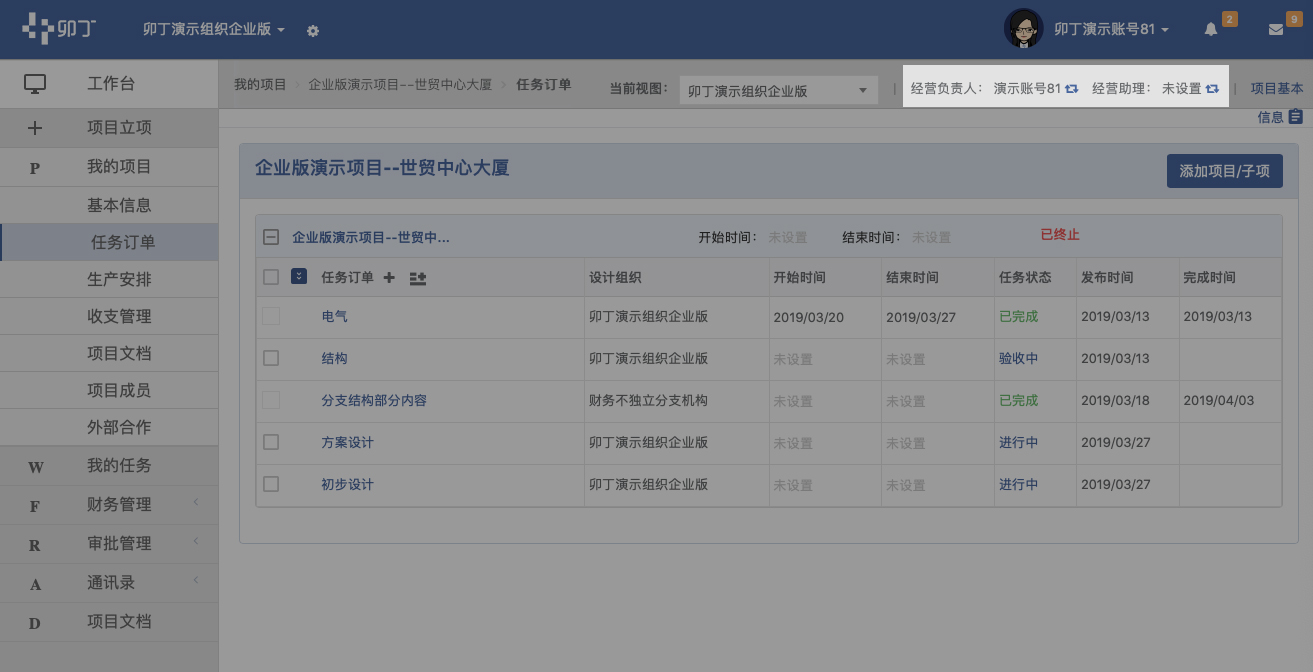 卯丁 卯丁演示组织企业版 卯丁演示账号81 2 9
工作台 我的项目 企业版演示项目--世贸中心大厦 任务订单 当前视图： 卯丁演示组织企业版 | 经营负责人： 演示账号81 经营助理： 未设置 | 项目基本
信息
项目立项
P 我的项目
基本信息
任务订单
生产安排
收支管理
项目文档
项目成员
外部合作
W 我的任务
F 财务管理
R 审批管理
A 通讯录
D 项目文档
企业版演示项目--世贸中心大厦 添加项目/子项
企业版演示项目--世贸中... 开始时间： 未设置 结束时间： 未设置 已终止
任务订单 设计组织 开始时间 结束时间 任务状态 发布时间 完成时间
电气 卯丁演示组织企业版 2019/03/20 2019/03/27 已完成 2019/03/13 2019/03/13
结构 卯丁演示组织企业版 未设置 未设置 验收中 2019/03/13
分支结构部分内容 财务不独立分支机构 未设置 未设置 已完成 2019/03/18 2019/04/03
方案设计 卯丁演示组织企业版 未设置 未设置 进行中 2019/03/27
初步设计 卯丁演示组织企业版 未设置 未设置 进行中 2019/03/27